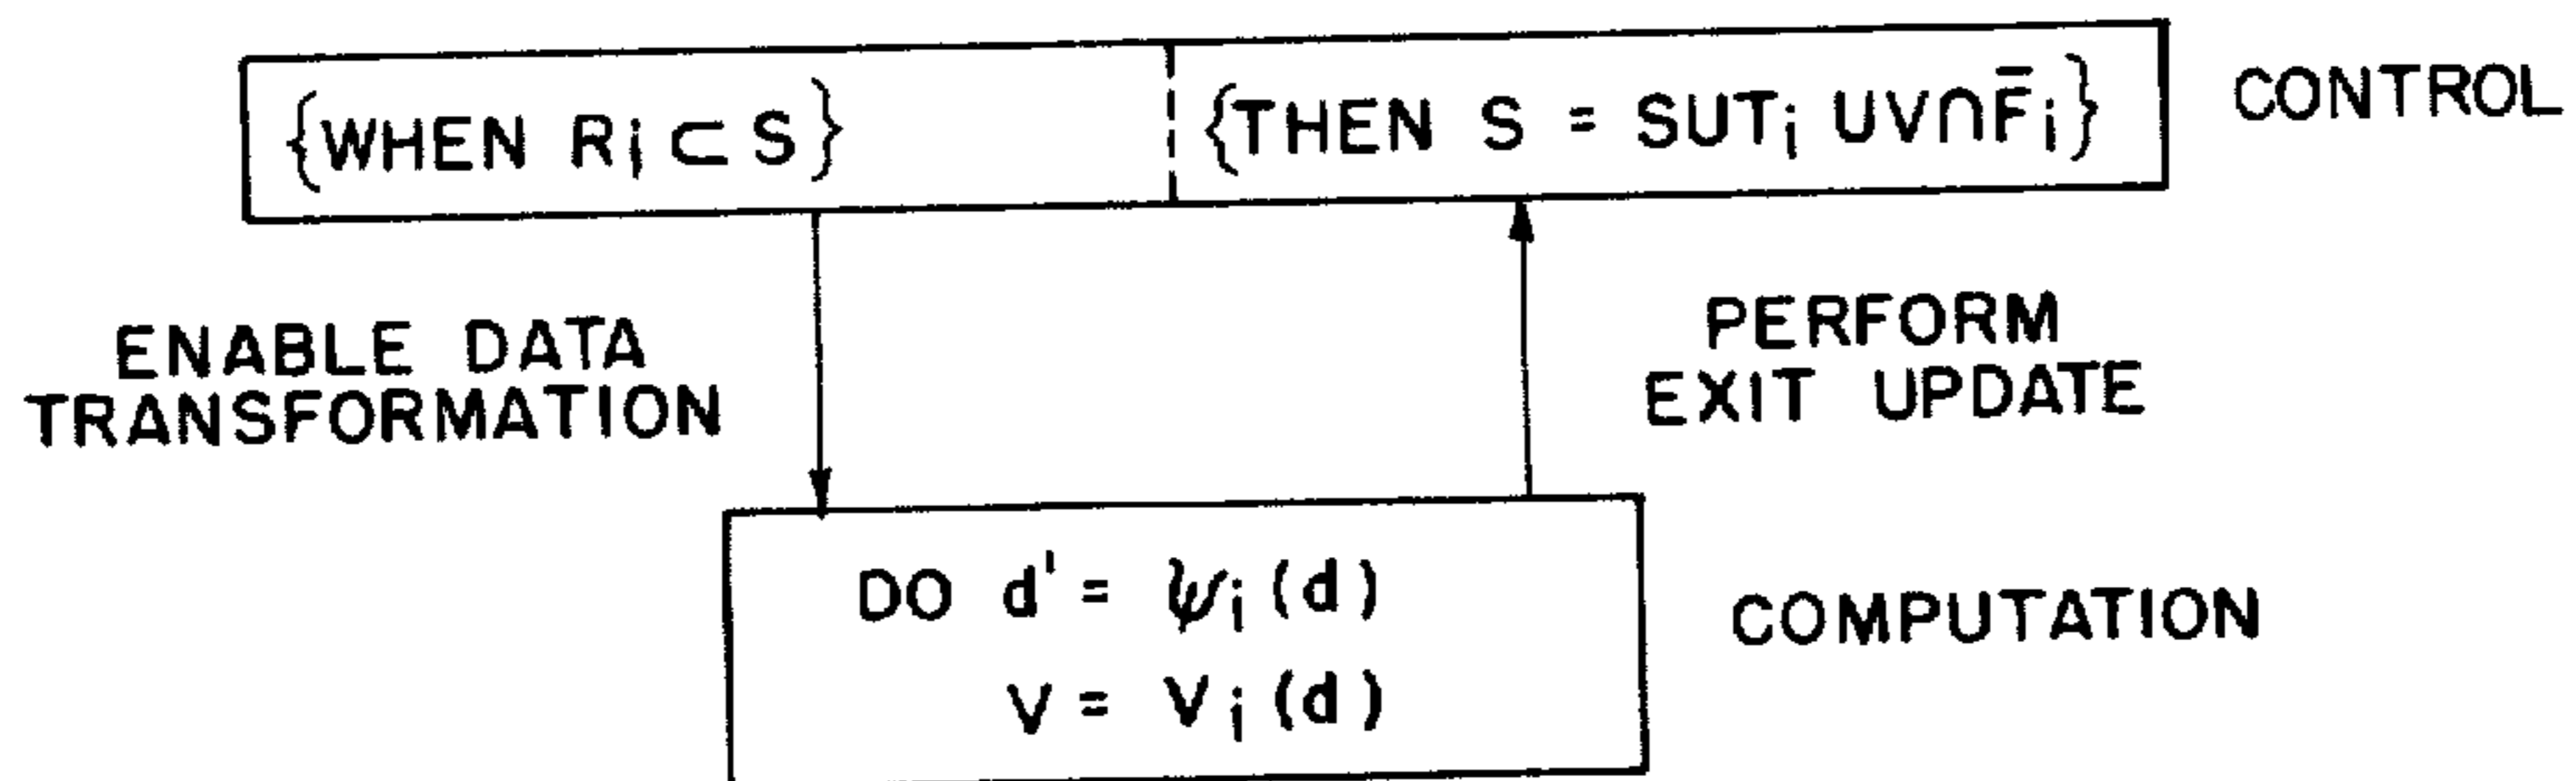 {WHEN Ri ⊂ S} {THEN S = SUTi UV∩F̅i} CONTROL
ENABLE DATA
TRANSFORMATION
PERFORM
EXIT UPDATE
DO d' = ψi (d)
V = Vi (d)
COMPUTATION